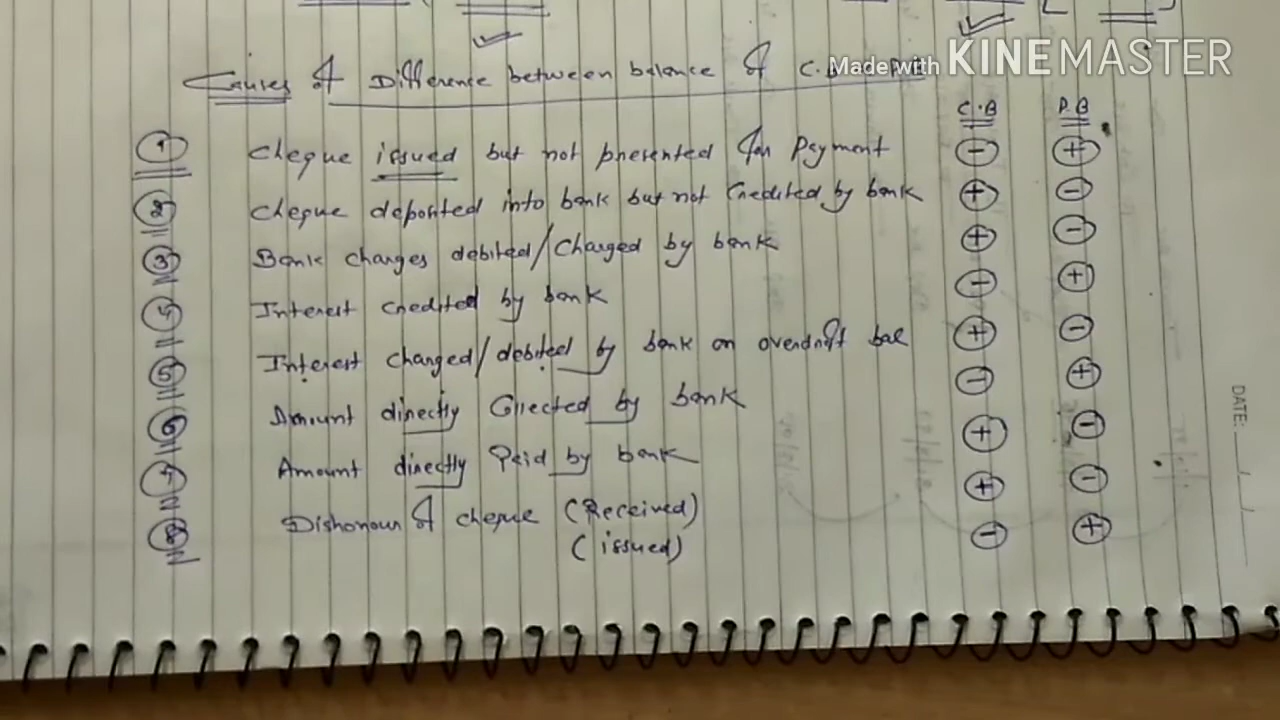 Causes of Difference between balance of C.B
Made with KINEMASTER
C.B P.B
1 Cheque issued but not presented for Payment - +
2 Cheque deposited into bank but not Credited by bank + -
3 Bank charges debited/Charged by bank + -
4 Interest credited by bank - +
5 Interest charged/debited by bank on overdraft bal + -
6 Amount directly Collected by bank - +
7 Amount directly Paid by bank + -
8 Dishonour of cheque (Received) + -
(issued) - +
DATE: / /